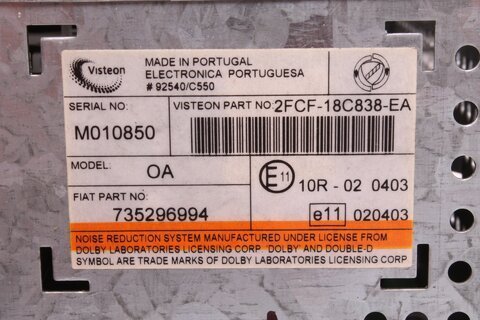 Visteon
MADE IN PORTUGAL
ELECTRONICA PORTUGUESA
# 92540/C550
SERIAL NO:
VISTEON PART NO: 2FCF-18C838-EA
M010850
MODEL:
OA
E11
10R - 02 0403
FIAT PART NO:
735296994
e11 020403
NOISE REDUCTION SYSTEM MANUFACTURED UNDER LICENSE FROM
DOLBY LABORATORIES LICENSING CORP. 'DOLBY' AND DOUBLE-D
SYMBOL ARE TRADE MARKS OF DOLBY LABORATORIES LICENSING CORP